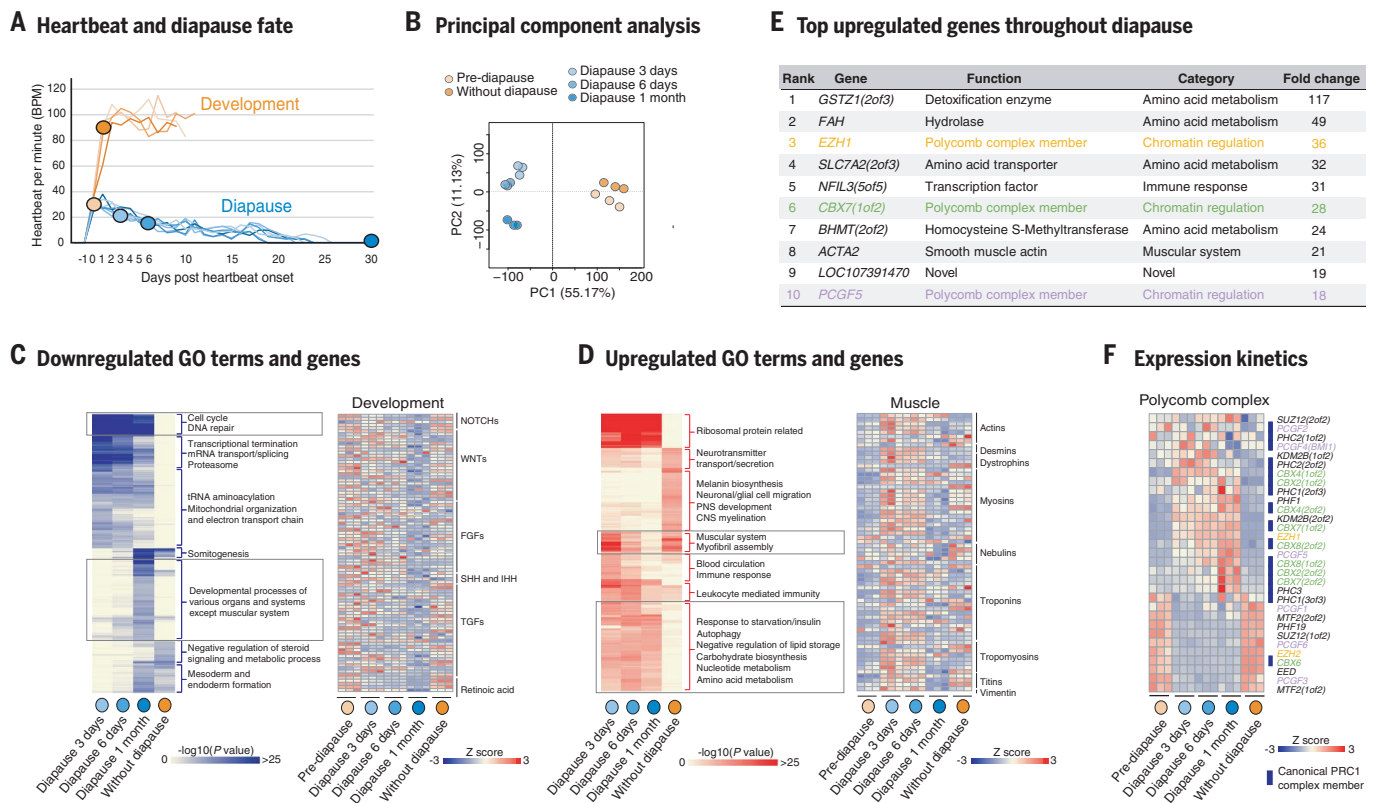 A Heartbeat and diapause fate
Heartbeat per minute (BPM)
120
100
80
60
40
20
0
Development
Diapause
-1 0 1 2 3 4 5 6 10 15 20 25 30
Days post heartbeat onset
B Principal component analysis
Pre-diapause
Without diapause
Diapause 3 days
Diapause 6 days
Diapause 1 month
PC2 (11.13%)
100
0
−100
−100 0 100 200
PC1 (55.17%)
E Top upregulated genes throughout diapause
Rank Gene Function Category Fold change
1 GSTZ1(2of3) Detoxification enzyme Amino acid metabolism 117
2 FAH Hydrolase Amino acid metabolism 49
3 EZH1 Polycomb complex member Chromatin regulation 36
4 SLC7A2(2of3) Amino acid transporter Amino acid metabolism 32
5 NFIL3(5of5) Transcription factor Immune response 31
6 CBX7(1of2) Polycomb complex member Chromatin regulation 28
7 BHMT(2of2) Homocysteine S-Methyltransferase Amino acid metabolism 24
8 ACTA2 Smooth muscle actin Muscular system 21
9 LOC107391470 Novel Novel 19
10 PCGF5 Polycomb complex member Chromatin regulation 18
C Downregulated GO terms and genes
Cell cycle
DNA repair
Transcriptional termination
mRNA transport/splicing
Proteasome
tRNA aminoacylation
Mitochondrial organization
and electron transport chain
Somitogenesis
Developmental processes of
various organs and systems
except muscular system
Negative regulation of steroid
signaling and metabolic process
Mesoderm and
endoderm formation
Diapause 3 days
Diapause 6 days
Diapause 1 month
Without diapause
-log10(P value)
0 >25
Development
NOTCHs
WNTs
FGFs
SHH and IHH
TGFs
Retinoic acid
Pre-diapause
Diapause 3 days
Diapause 6 days
Diapause 1 month
Without diapause
Z score
-3 3
D Upregulated GO terms and genes
Ribosomal protein related
Neurotransmitter
transport/secretion
Melanin biosynthesis
Neuronal/glial cell migration
PNS development
CNS myelination
Muscular system
Myofibril assembly
Blood circulation
Immune response
Leukocyte mediated immunity
Response to starvation/insulin
Autophagy
Negative regulation of lipid storage
Carbohydrate biosynthesis
Nucleotide metabolism
Amino acid metabolism
Diapause 3 days
Diapause 6 days
Diapause 1 month
Without diapause
-log10(P value)
0 >25
Muscle
Actins
Desmins
Dystrophins
Myosins
Nebulins
Troponins
Tropomyosins
Titins
Vimentin
Pre-diapause
Diapause 3 days
Diapause 6 days
Diapause 1 month
Without diapause
Z score
-3 3
F Expression kinetics
Polycomb complex
SUZ12(2of2)
PCGF2
PHC2(1of2)
PCGF4(BMI1)
KDM2B(1of2)
PHC2(2of2)
CBX4(1of2)
CBX2(1of2)
PHC1(2of3)
PHF1
CBX4(2of2)
KDM2B(2of2)
CBX7(1of2)
EZH1
CBX8(2of2)
PCGF5
CBX8(1of2)
CBX2(2of2)
CBX7(2of2)
PHC3
PHC1(3of3)
PCGF1
MTF2(2of2)
PHF19
SUZ12(1of2)
PCGF6
EZH2
CBX6
EED
PCGF3
MTF2(1of2)
Pre-diapause
Diapause 3 days
Diapause 6 days
Diapause 1 month
Without diapause
Z score
-3 3
Canonical PRC1
complex member